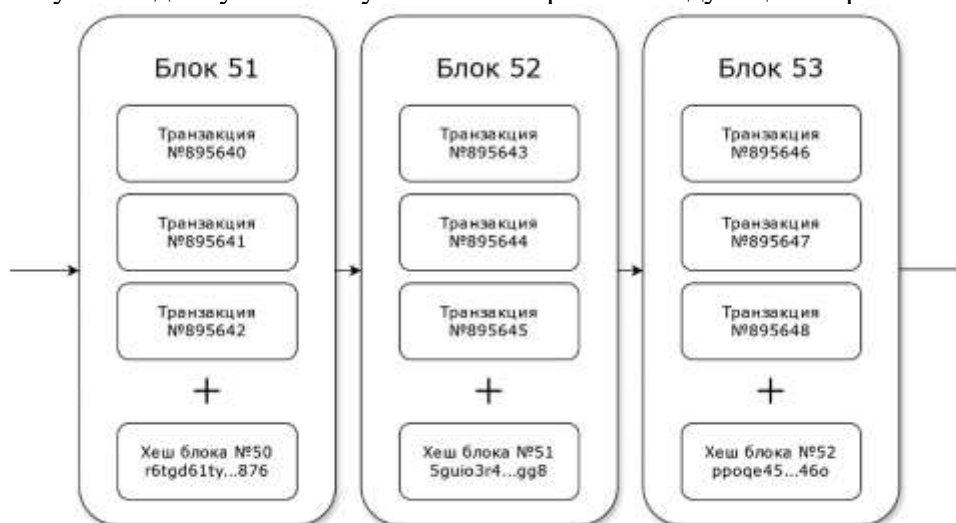 Блок 51
Транзакция
№895640
Транзакция
№895641
Транзакция
№895642
+
Хеш блока №50
r6tgd61ty...876
Блок 52
Транзакция
№895643
Транзакция
№895644
Транзакция
№895645
+
Хеш блока №51
5guio3r4...gg8
Блок 53
Транзакция
№895646
Транзакция
№895647
Транзакция
№895648
+
Хеш блока №52
ppoqe45...46o